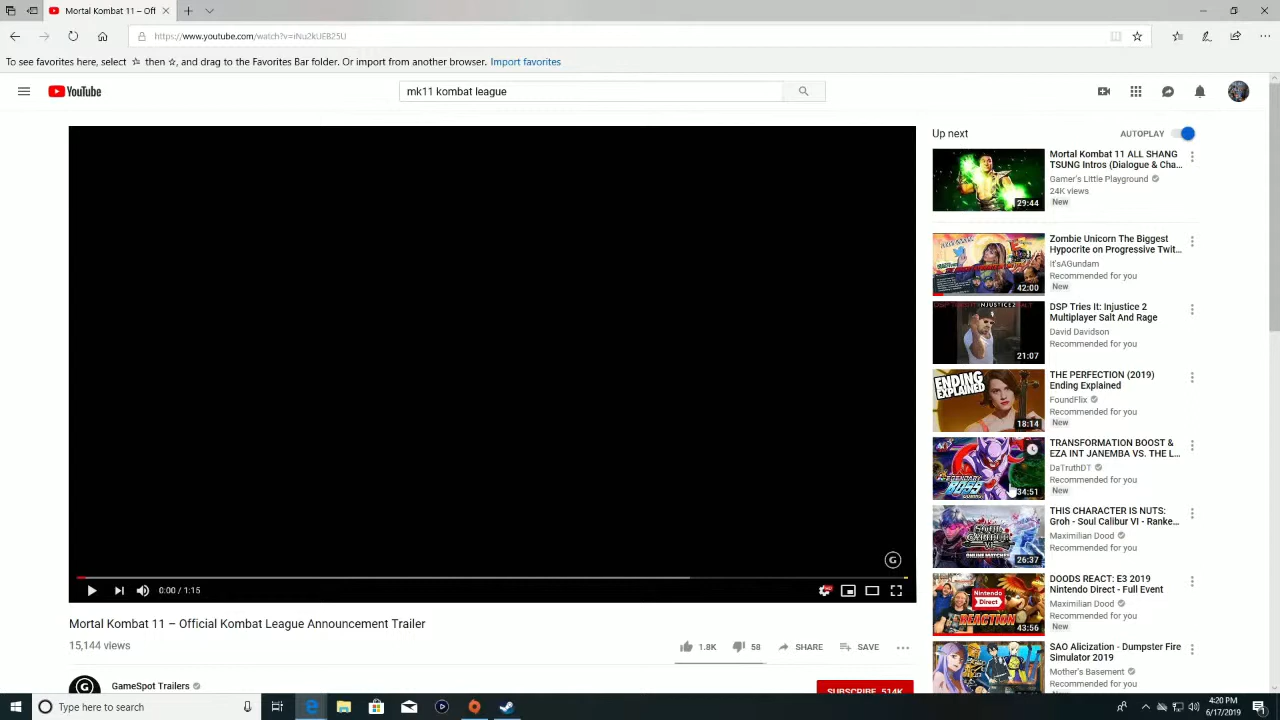 Mortal Kombat 11 – Off
https://www.youtube.com/watch?v=iNu2kUEB25U
To see favorites here, select ☆ then ☆, and drag to the Favorites Bar folder. Or import from another browser. Import favorites
YouTube
mk11 kombat league
Up next
AUTOPLAY
Mortal Kombat 11 ALL SHANG
TSUNG Intros (Dialogue & Cha...
Gamer's Little Playground
24K views
New
29:44
Zombie Unicorn The Biggest
Hypocrite on Progressive Twit...
It'sAGundam
Recommended for you
New
42:00
DSP Tries It: Injustice 2
Multiplayer Salt And Rage
David Davidson
Recommended for you
21:07
THE PERFECTION (2019)
Ending Explained
FoundFlix
Recommended for you
New
ENDING
EXPLAINED
18:14
TRANSFORMATION BOOST &
EZA INT JANEMBA VS. THE L...
DaTruthDT
Recommended for you
New
LEGENDARY
BOSS
34:51
THIS CHARACTER IS NUTS:
Groh - Soul Calibur VI - Ranke...
Maximilian Dood
Recommended for you
SOUL
CALIBUR
VI
ONLINE MATCHES
26:37
DOODS REACT: E3 2019
Nintendo Direct - Full Event
Maximilian Dood
Recommended for you
New
Nintendo
Direct
REACTION
43:56
SAO Alicization - Dumpster Fire
Simulator 2019
Mother's Basement
Recommended for you
G
0:00 / 1:15
Mortal Kombat 11 – Official Kombat League Announcement Trailer
15,144 views
1.8K
58
SHARE
SAVE
G
GameSpot Trailers
SUBSCRIBE 514K
Type here to search
4:20 PM
6/17/2019